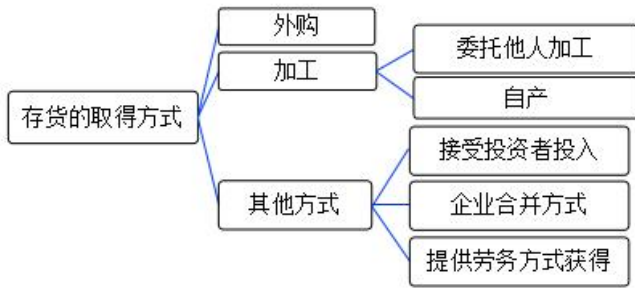 存货的取得方式
外购
加工
委托他人加工
自产
其他方式
接受投资者投入
企业合并方式
提供劳务方式获得